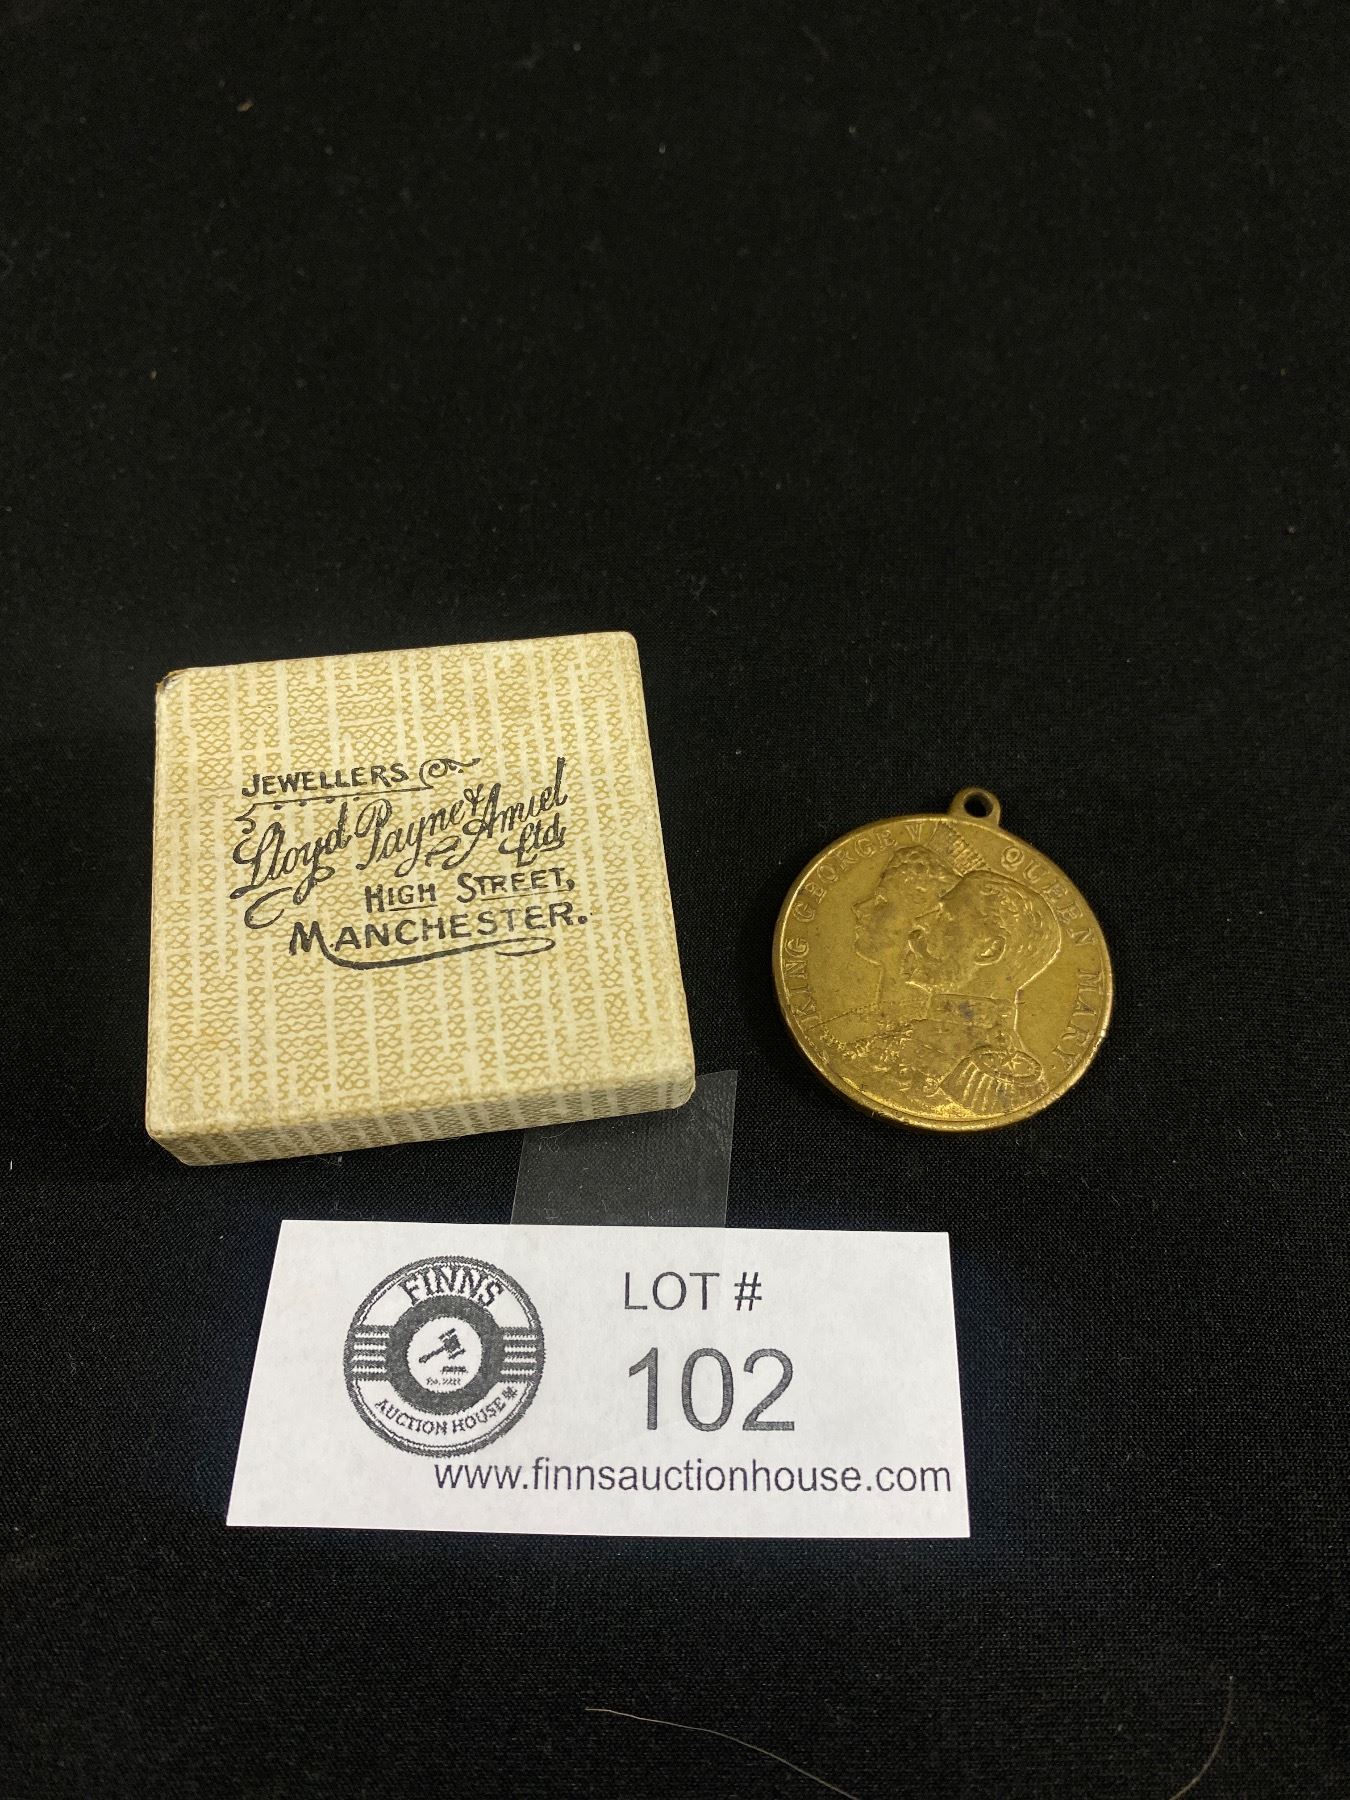 JEWELLERS
Lloyd Payne & Amiel
Ltd
HIGH STREET,
MANCHESTER.
KING GEORGE V QUEEN MARY
FINNS
AUCTION HOUSE
LOT #
102
www.finnsauctionhouse.com